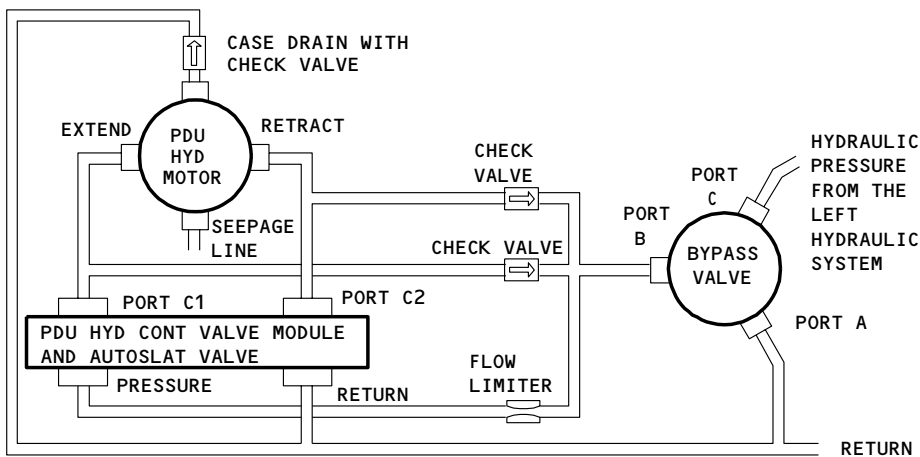 CASE DRAIN WITH
CHECK VALVE
EXTEND
PDU
HYD
MOTOR
RETRACT
SEEPAGE
LINE
CHECK
VALVE
CHECK VALVE
PORT
B
PORT
C
HYDRAULIC
PRESSURE
FROM THE
LEFT
HYDRAULIC
SYSTEM
BYPASS
VALVE
PORT A
PORT C1
PORT C2
PDU HYD CONT VALVE MODULE
AND AUTOSLAT VALVE
PRESSURE
RETURN
FLOW
LIMITER
RETURN